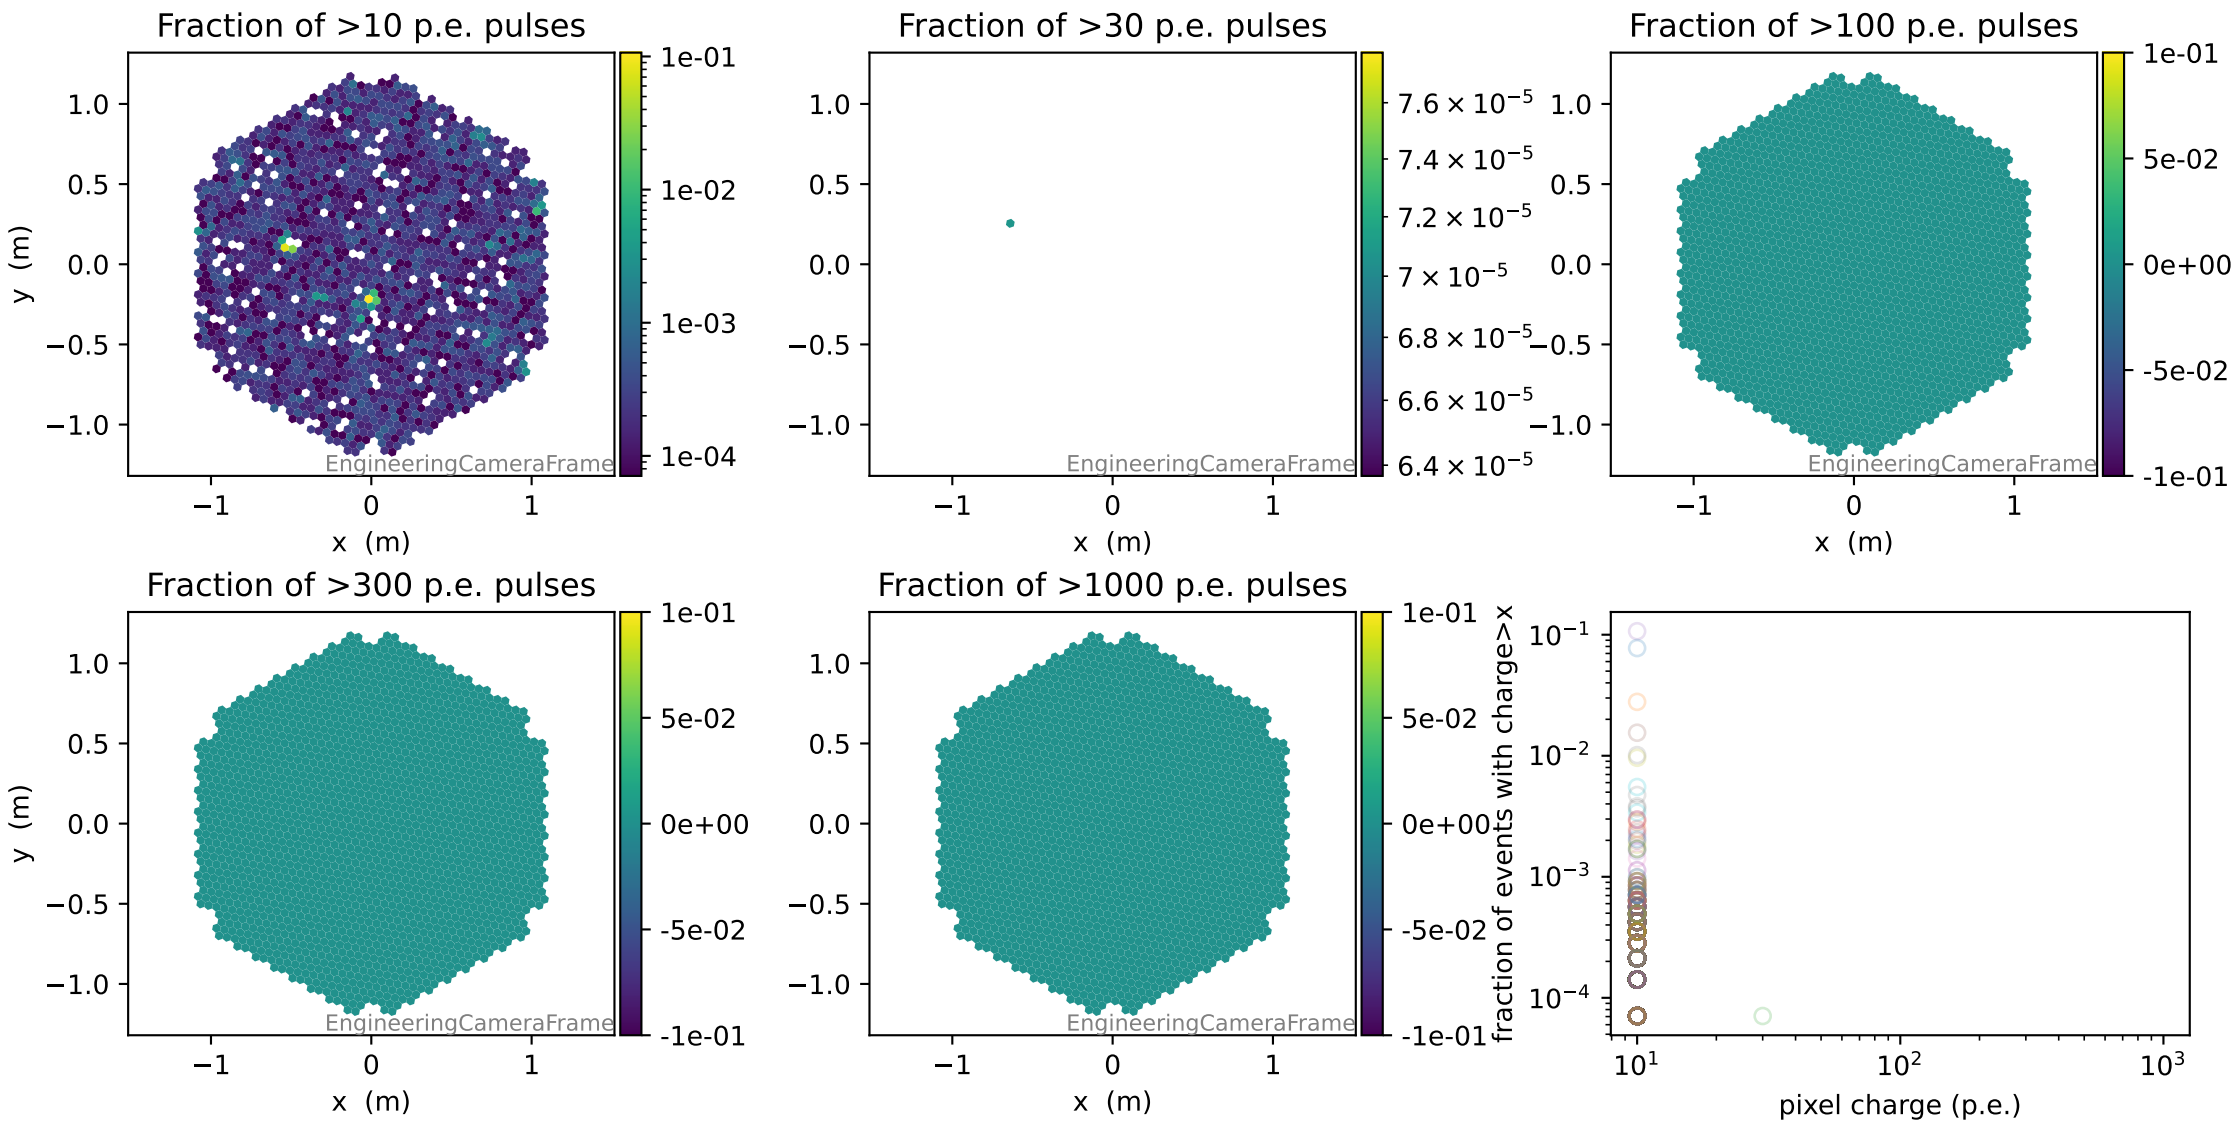 Fraction of >10 p.e. pulses
1.0
0.5
0.0
−0.5
−1.0
y (m)
−1
0
1
x (m)
EngineeringCameraFrame
1e-01
1e-02
1e-03
1e-04
Fraction of >30 p.e. pulses
1.0
0.5
0.0
−0.5
−1.0
−1
0
1
x (m)
EngineeringCameraFrame
7.6×10⁻⁵
7.4×10⁻⁵
7.2×10⁻⁵
7×10⁻⁵
6.8×10⁻⁵
6.6×10⁻⁵
6.4×10⁻⁵
Fraction of >100 p.e. pulses
1.0
0.5
0.0
−0.5
−1.0
−1
0
1
x (m)
EngineeringCameraFrame
1e-01
5e-02
0e+00
-5e-02
-1e-01
Fraction of >300 p.e. pulses
1.0
0.5
0.0
−0.5
−1.0
y (m)
−1
0
1
x (m)
EngineeringCameraFrame
1e-01
5e-02
0e+00
-5e-02
-1e-01
Fraction of >1000 p.e. pulses
1.0
0.5
0.0
−0.5
−1.0
−1
0
1
x (m)
EngineeringCameraFrame
1e-01
5e-02
0e+00
-5e-02
-1e-01
fraction of events with charge>x
10⁻¹
10⁻²
10⁻³
10⁻⁴
10¹
10²
10³
pixel charge (p.e.)